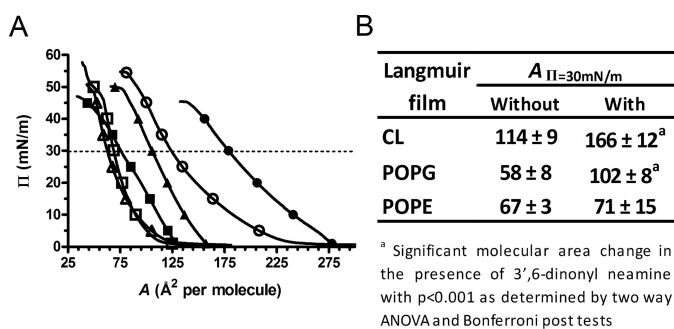 A
Π (mN/m)
60
50
40
30
20
10
0
25 75 125 175 225 275
A (Å² per molecule)
B
Langmuir film
A Π=30mN/m
Without With
CL 114 ± 9 166 ± 12ᵃ
POPG 58 ± 8 102 ± 8ᵃ
POPE 67 ± 3 71 ± 15
ᵃ Significant molecular area change in
the presence of 3’,6-dinonyl neamine
with p<0.001 as determined by two way
ANOVA and Bonferroni post tests